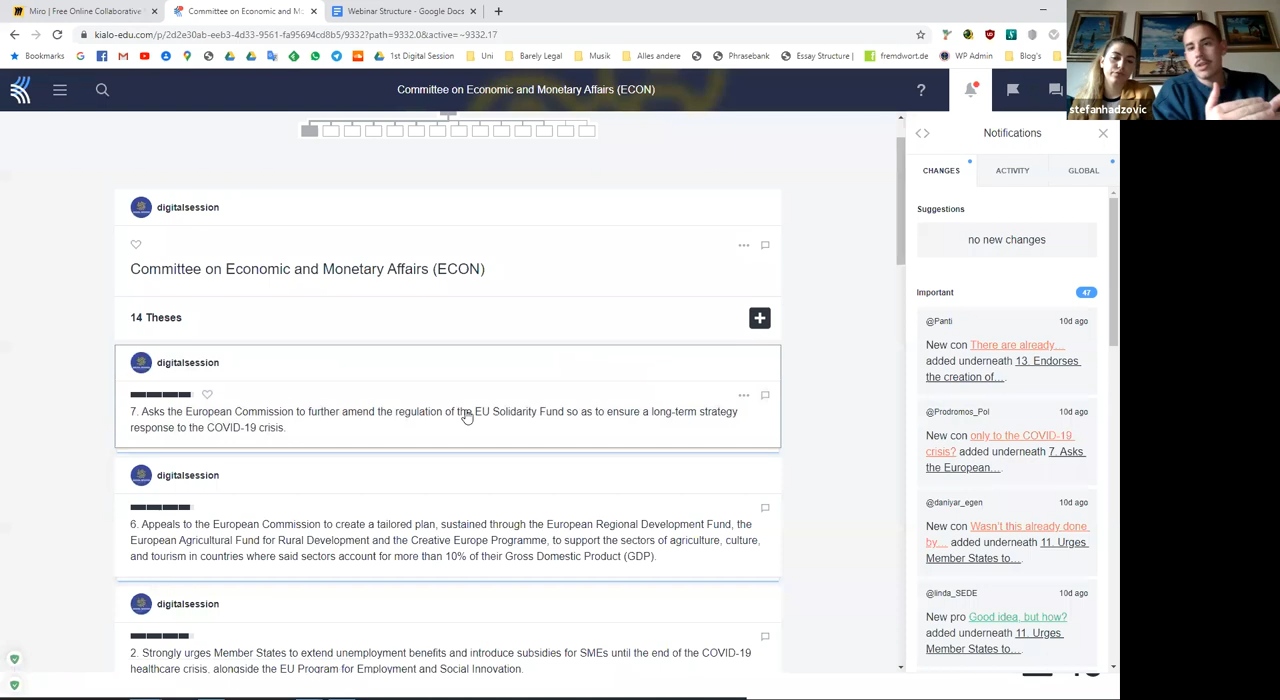 Miro | Free Online Collaborative
Committee on Economic and Mo
Webinar Structure - Google Docs
kialo-edu.com/p/2d2e30ab-eeb3-4d33-9561-fa95694cd8b5/9332?path=9332.0&active=~9332.17
Bookmarks
1st Digital Session
Uni
Barely Legal
Musik
Alles andere
Phrasebank
Essay Structure |
fremdwort.de
WP Admin
Blog's
stefanhadzovic
Committee on Economic and Monetary Affairs (ECON)
Notifications
CHANGES
ACTIVITY
GLOBAL
digitalsession
Committee on Economic and Monetary Affairs (ECON)
14 Theses
digitalsession
7. Asks the European Commission to further amend the regulation of the EU Solidarity Fund so as to ensure a long-term strategy
response to the COVID-19 crisis.
digitalsession
6. Appeals to the European Commission to create a tailored plan, sustained through the European Regional Development Fund, the
European Agricultural Fund for Rural Development and the Creative Europe Programme, to support the sectors of agriculture, culture,
and tourism in countries where said sectors account for more than 10% of their Gross Domestic Product (GDP).
digitalsession
2. Strongly urges Member States to extend unemployment benefits and introduce subsidies for SMEs until the end of the COVID-19
healthcare crisis, alongside the EU Program for Employment and Social Innovation.
Suggestions
no new changes
Important
47
@Panti
10d ago
New con There are already…
added underneath 13. Endorses
the creation of….
@Prodromos_Pol
10d ago
New con only to the COVID-19
crisis? added underneath 7. Asks
the European….
@daniyar_egen
10d ago
New con Wasn't this already done
by… added underneath 11. Urges
Member States to….
@linda_SEDE
10d ago
New pro Good idea, but how?
added underneath 11. Urges
Member States to….